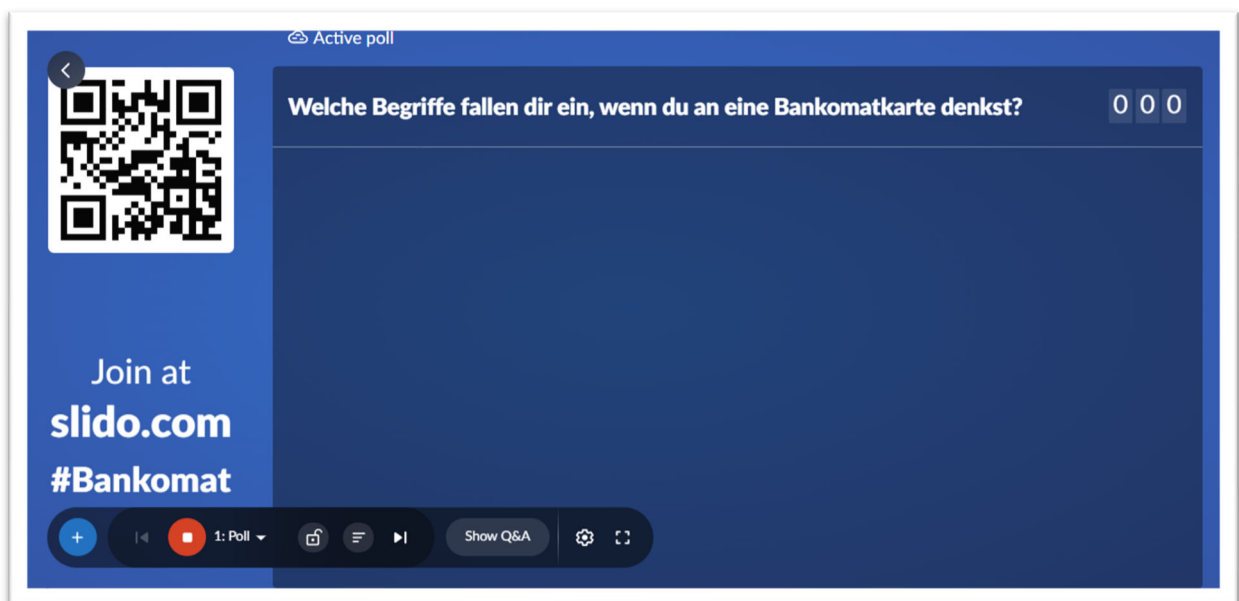 Active poll
Welche Begriffe fallen dir ein, wenn du an eine Bankomatkarte denkst?
0 0 0
Join at
slido.com
#Bankomat
1: Poll
Show Q&A